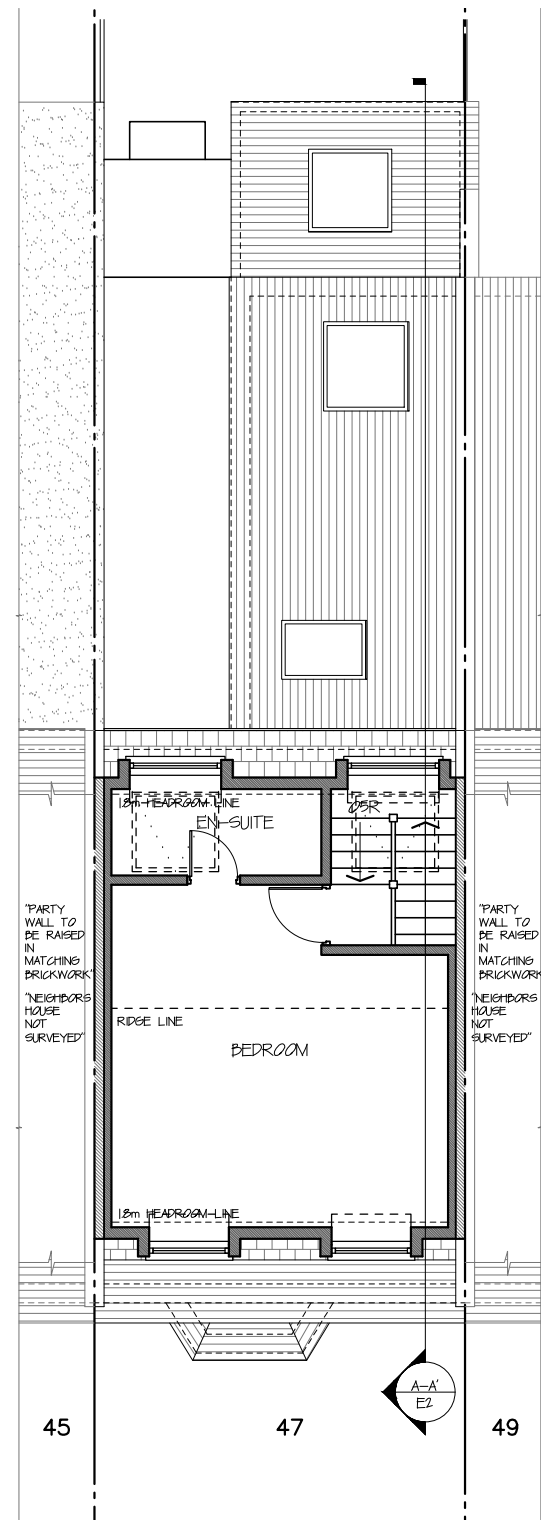 1.8m HEADROOM LINE
05R
EN-SUITE
"PARTY
WALL TO
BE RAISED
IN
MATCHING
BRICKWORK"
"NEIGHBORS
HOUSE
NOT
SURVEYED"
"PARTY
WALL TO
BE RAISED
IN
MATCHING
BRICKWORK
"NEIGHBORS
HOUSE
NOT
SURVEYED"
RIDGE LINE
BEDROOM
1.8m HEADROOM LINE
A-A'
E2
45
47
49